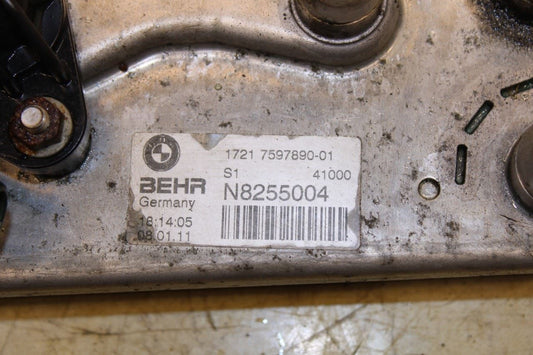 1721 7597890-01
S1 41000
BEHR N8255004
Germany
18:14:05
08.01.11